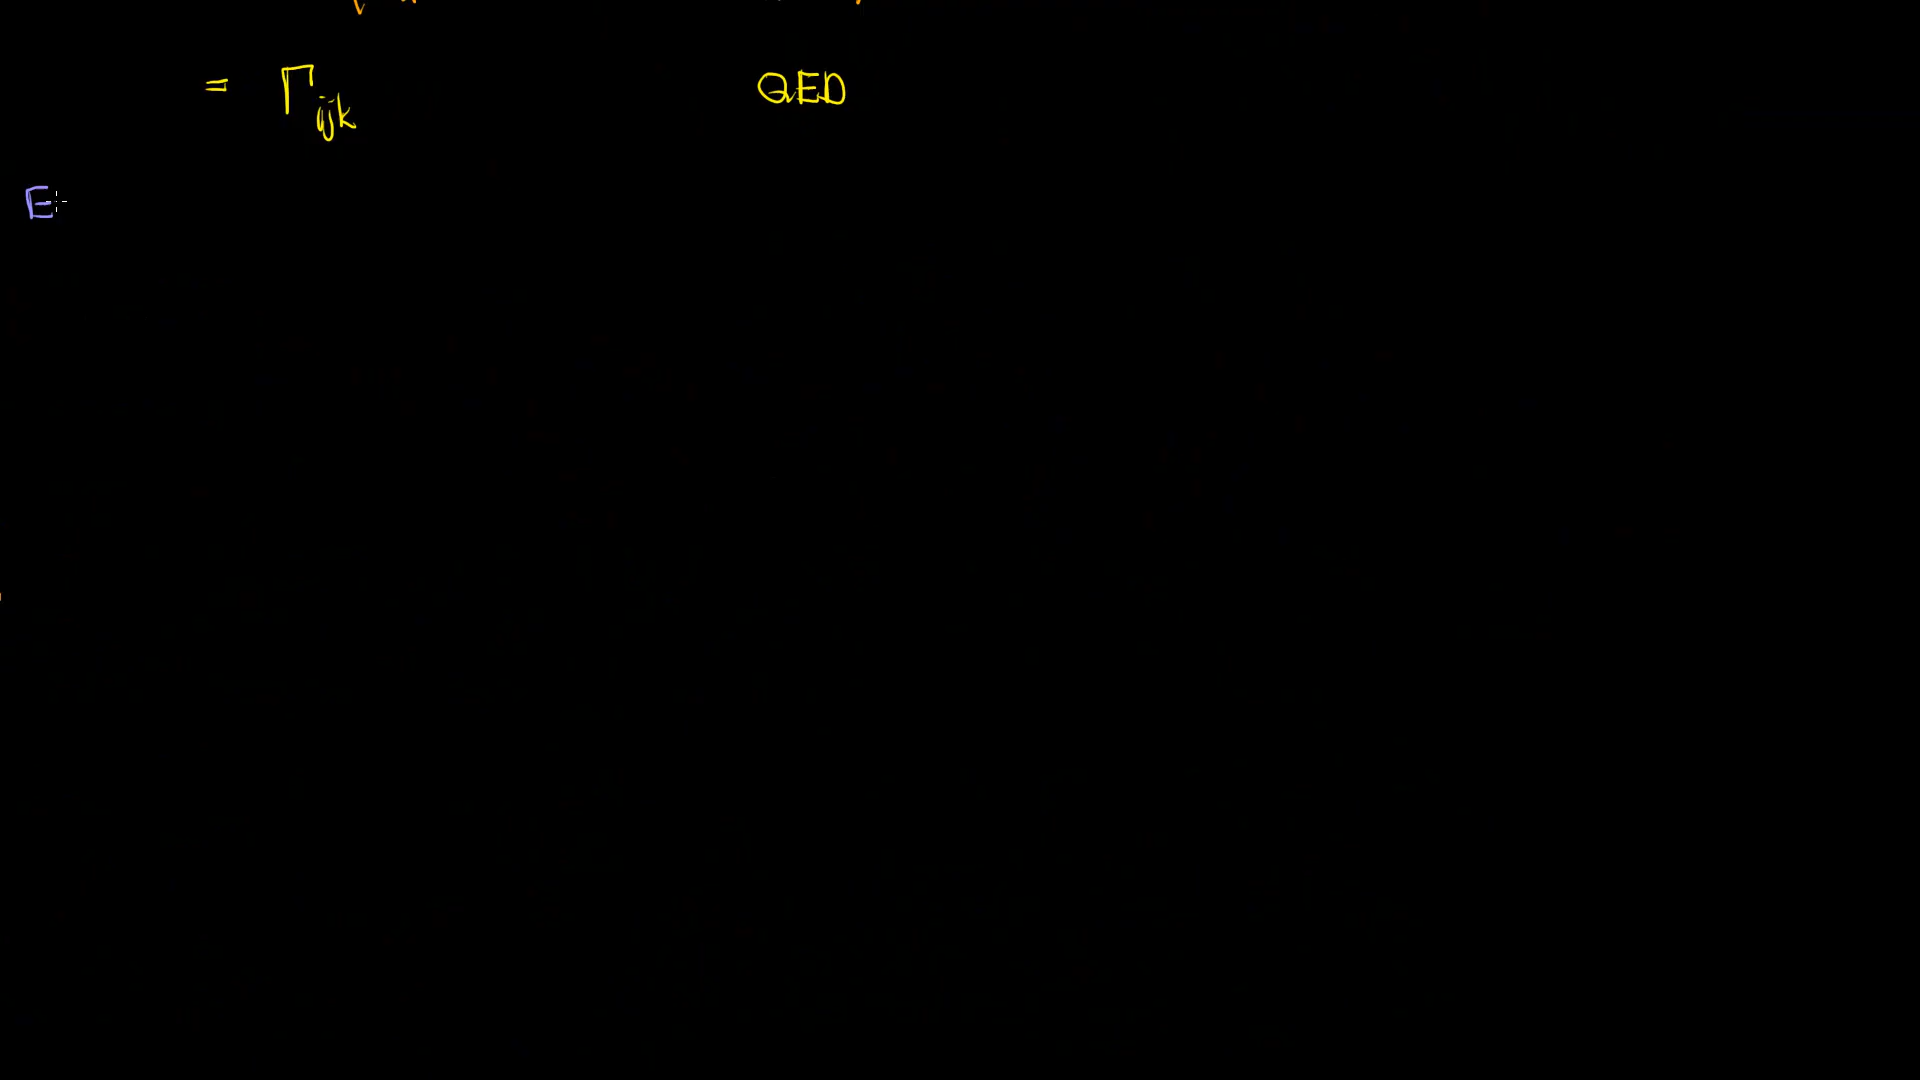 = Γ_ijk QED
E